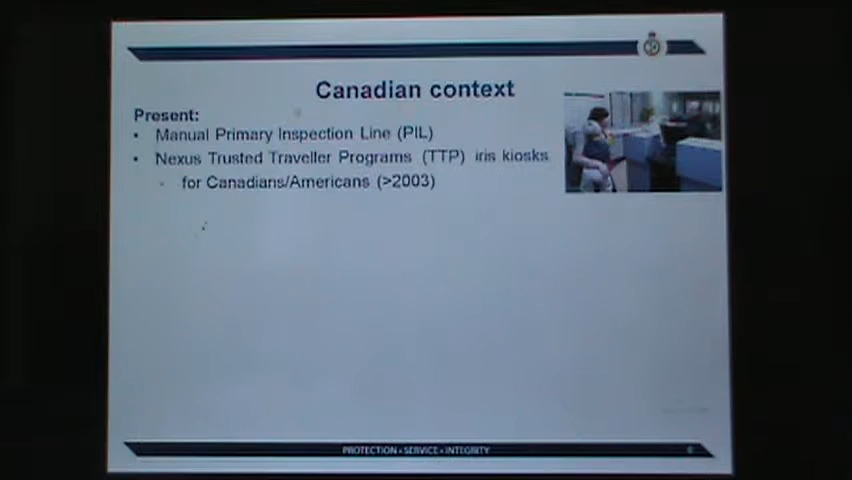 Canadian context
Present:
• Manual Primary Inspection Line (PIL)
• Nexus Trusted Traveller Programs (TTP) iris kiosks
- for Canadians/Americans (>2003)
PROTECTION • SERVICE • INTEGRITY